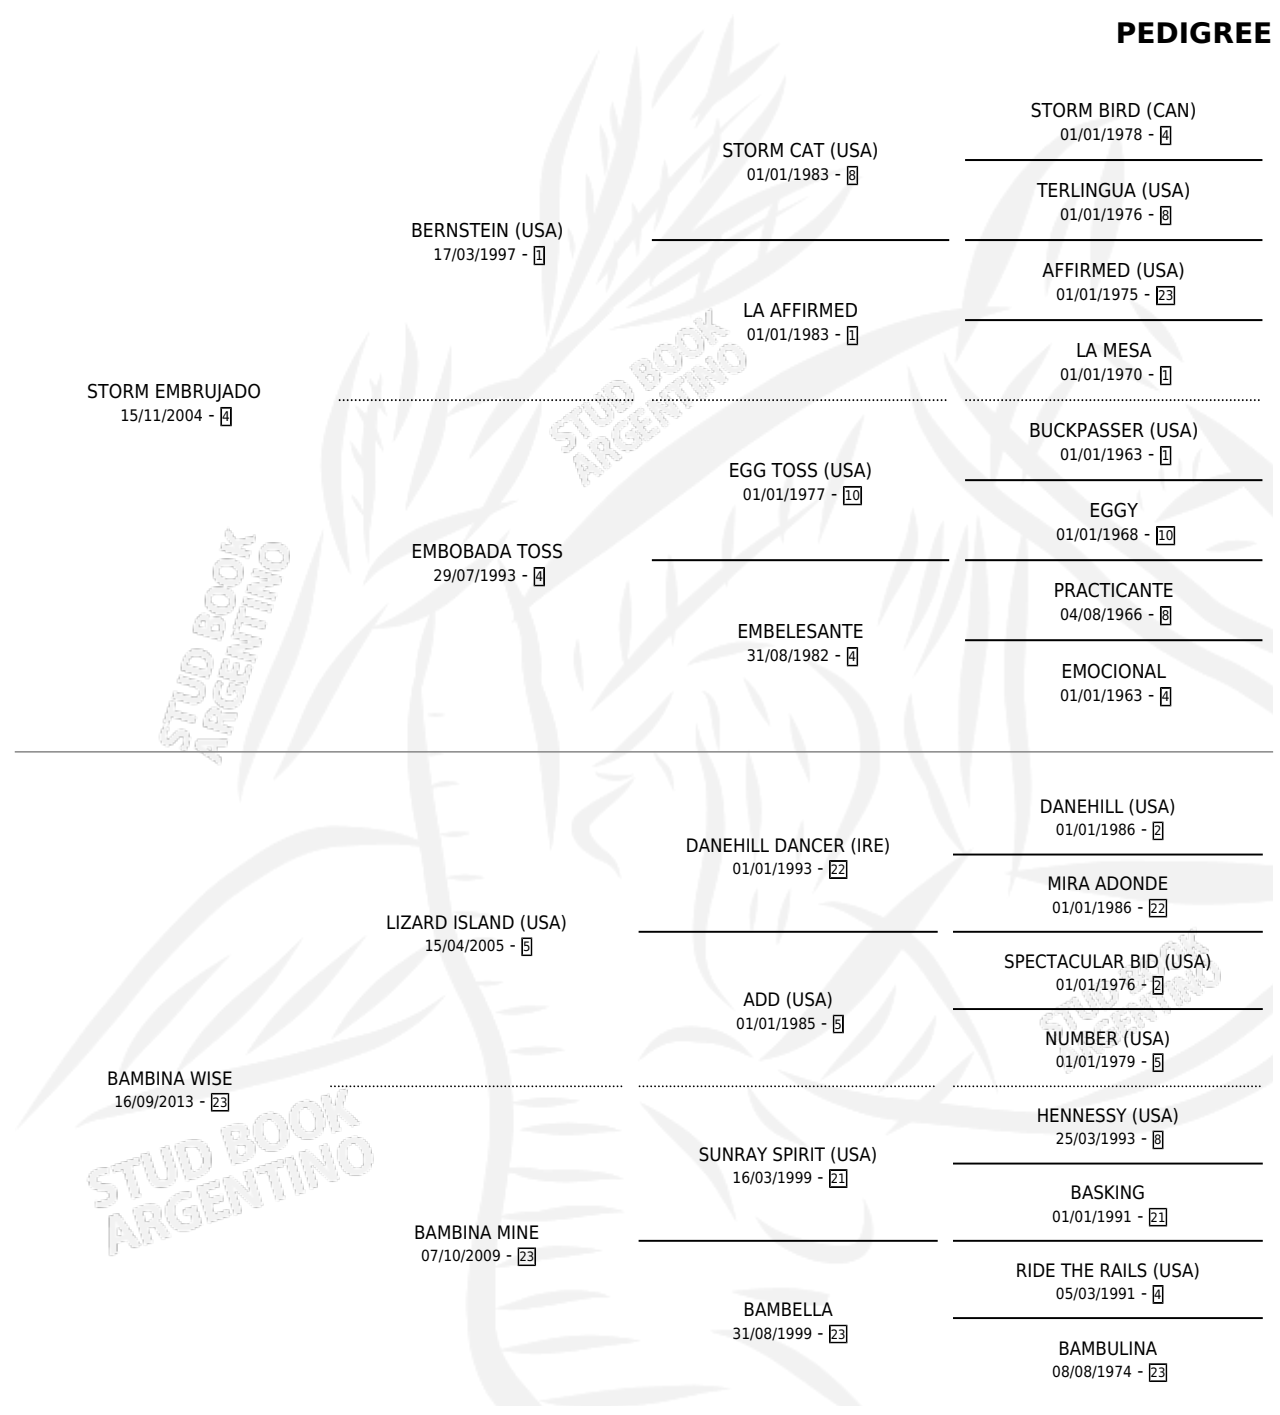 PEDIGREE
STORM BIRD (CAN)
01/01/1978 - 4
STORM CAT (USA)
01/01/1983 - 8
TERLINGUA (USA)
01/01/1976 - 8
BERNSTEIN (USA)
17/03/1997 - 1
AFFIRMED (USA)
01/01/1975 - 23
LA AFFIRMED
01/01/1983 - 1
LA MESA
01/01/1970 - 1
STORM EMBRUJADO
15/11/2004 - 4
BUCKPASSER (USA)
01/01/1963 - 1
EGG TOSS (USA)
01/01/1977 - 10
EGGY
01/01/1968 - 10
EMBOBADA TOSS
29/07/1993 - 4
PRACTICANTE
04/08/1966 - 8
EMBELESANTE
31/08/1982 - 4
EMOCIONAL
01/01/1963 - 4
DANEHILL (USA)
01/01/1986 - 2
DANEHILL DANCER (IRE)
01/01/1993 - 22
MIRA ADONDE
01/01/1986 - 22
LIZARD ISLAND (USA)
15/04/2005 - 5
SPECTACULAR BID (USA)
01/01/1976 - 2
ADD (USA)
01/01/1985 - 5
NUMBER (USA)
01/01/1979 - 5
BAMBINA WISE
16/09/2013 - 23
HENNESSY (USA)
25/03/1993 - 8
SUNRAY SPIRIT (USA)
16/03/1999 - 21
BASKING
01/01/1991 - 21
BAMBINA MINE
07/10/2009 - 23
RIDE THE RAILS (USA)
05/03/1991 - 4
BAMBELLA
31/08/1999 - 23
BAMBULINA
08/08/1974 - 23
STUD BOOK
ARGENTINO
STUD BOOK
ARGENTINO
STUD BOOK
ARGENTINO
STUD BOOK
ARGENTINO